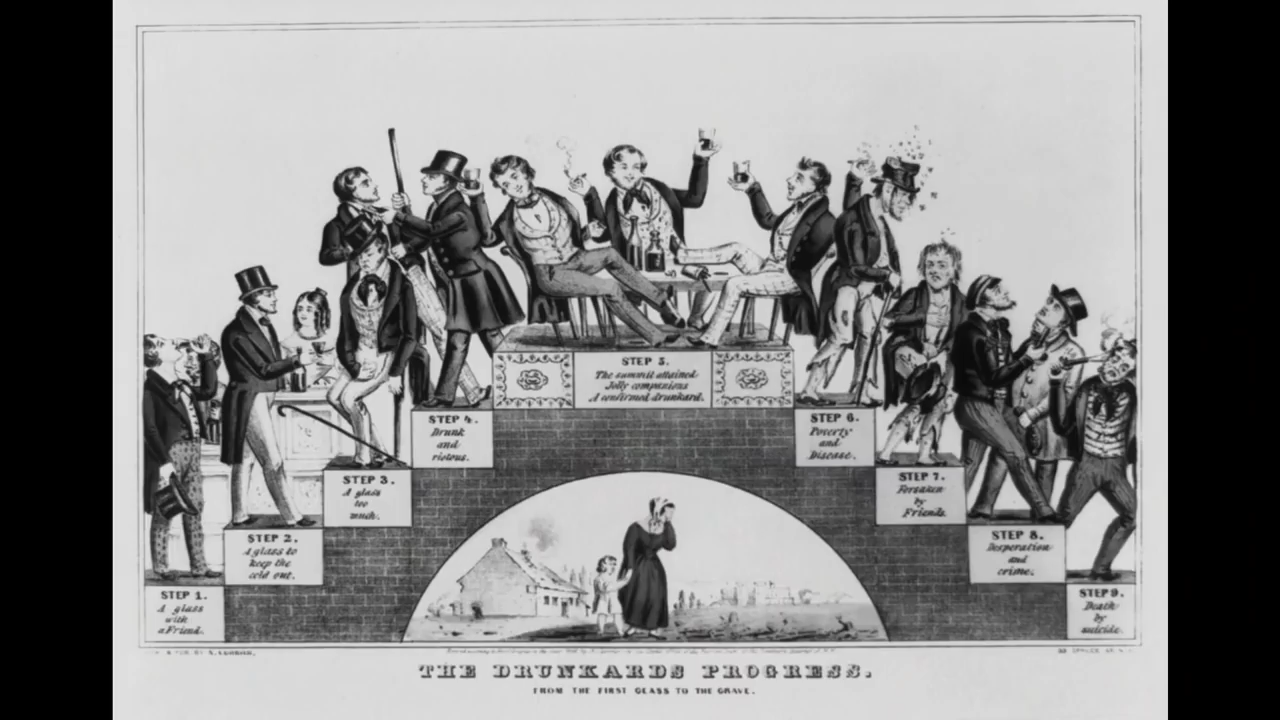 STEP 1.
A glass
with
a Friend.
STEP 2.
A glass to
keep the
cold out.
STEP 3.
A glass
too
much.
STEP 4.
Drunk
and
riotous.
STEP 5.
The summit attained.
Jolly companions
A confirmed drunkard.
STEP 6.
Poverty
and
Disease.
STEP 7.
Forsaken
by
Friends.
STEP 8.
Desperation
and
crime.
STEP 9.
Death
by
suicide.
BY N. CURRIER.
THE DRUNKARDS PROGRESS.
FROM THE FIRST GLASS TO THE GRAVE.